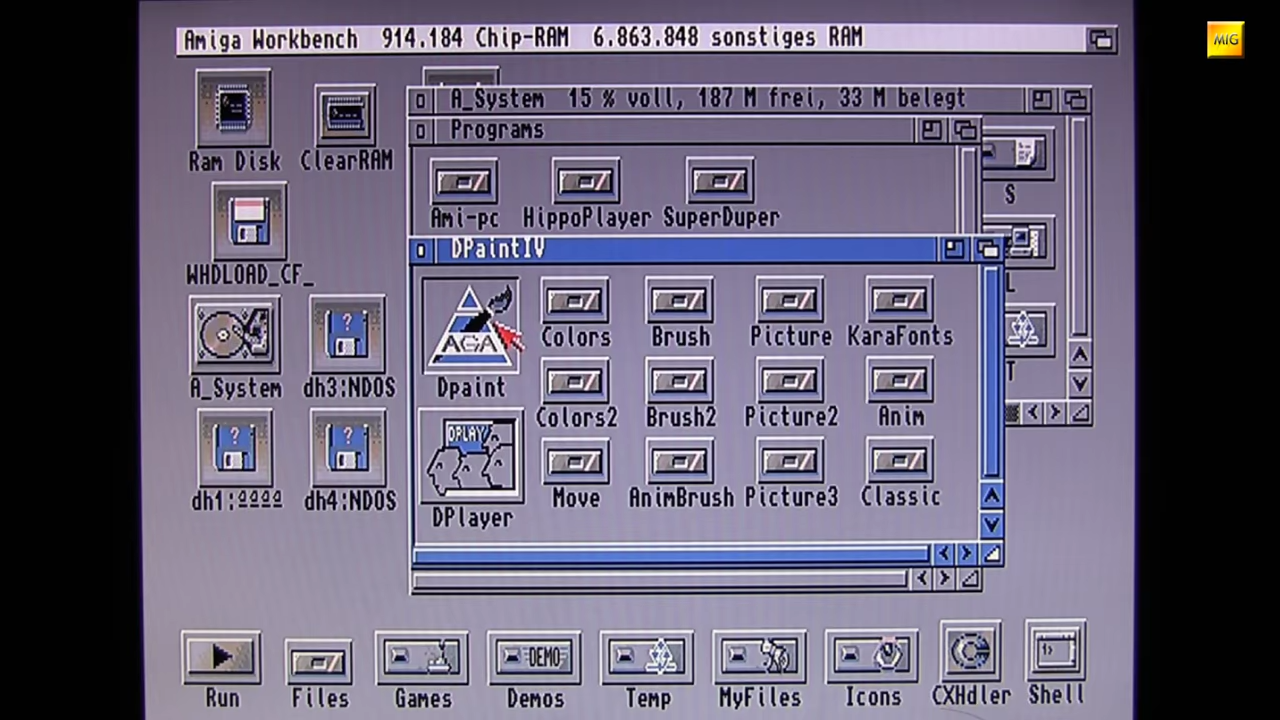 Amiga Workbench 914.184 Chip-RAM 6.863.848 sonstiges RAM
MIG
A_System 15 % voll, 187 M frei, 33 M belegt
Programs
Ram Disk ClearRAM
S
Ami-pc HippoPlayer SuperDuper
DPaintIV
WHDLOAD_CF_
L
AGA
Colors Brush Picture KaraFonts
A_System dh3:NDOS
Dpaint
T
Colors2 Brush2 Picture2 Anim
DPLAY
dh1:ººººº dh4:NDOS
Move AnimBrush Picture3 Classic
DPlayer
DEMO
Run Files Games Demos Temp MyFiles Icons CXHdler Shell